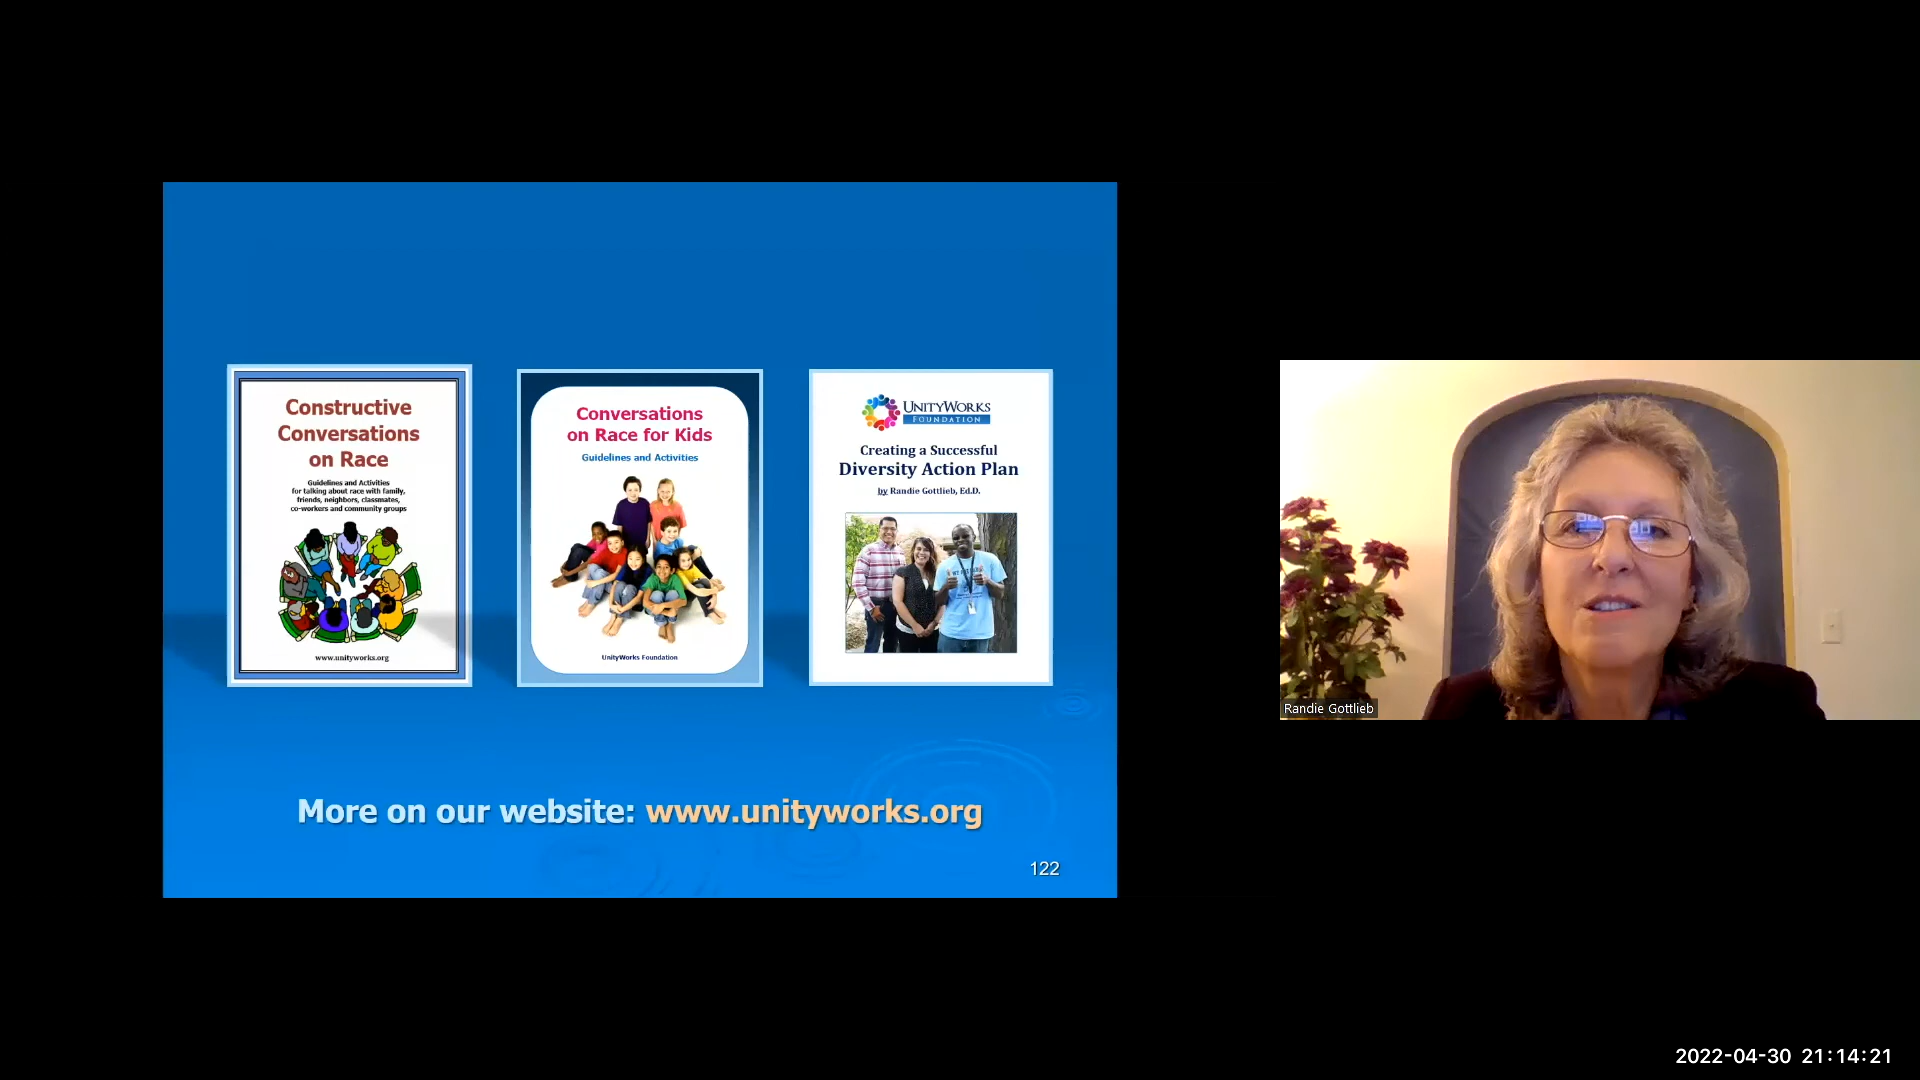 Constructive
Conversations
on Race
Guidelines and Activities
for talking about race with family,
friends, neighbors, classmates,
co-workers and community groups
www.unityworks.org
Conversations
on Race for Kids
Guidelines and Activities
UnityWorks Foundation
UNITYWORKS
FOUNDATION
Creating a Successful
Diversity Action Plan
by Randie Gottlieb, Ed.D.
More on our website: www.unityworks.org
122
Randie Gottlieb
2022-04-30 21:14:21